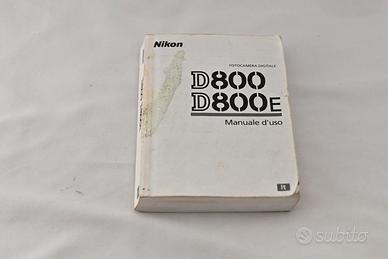 Nikon
FOTOCAMERA DIGITALE
D800
D800E
Manuale d'uso
It
subito